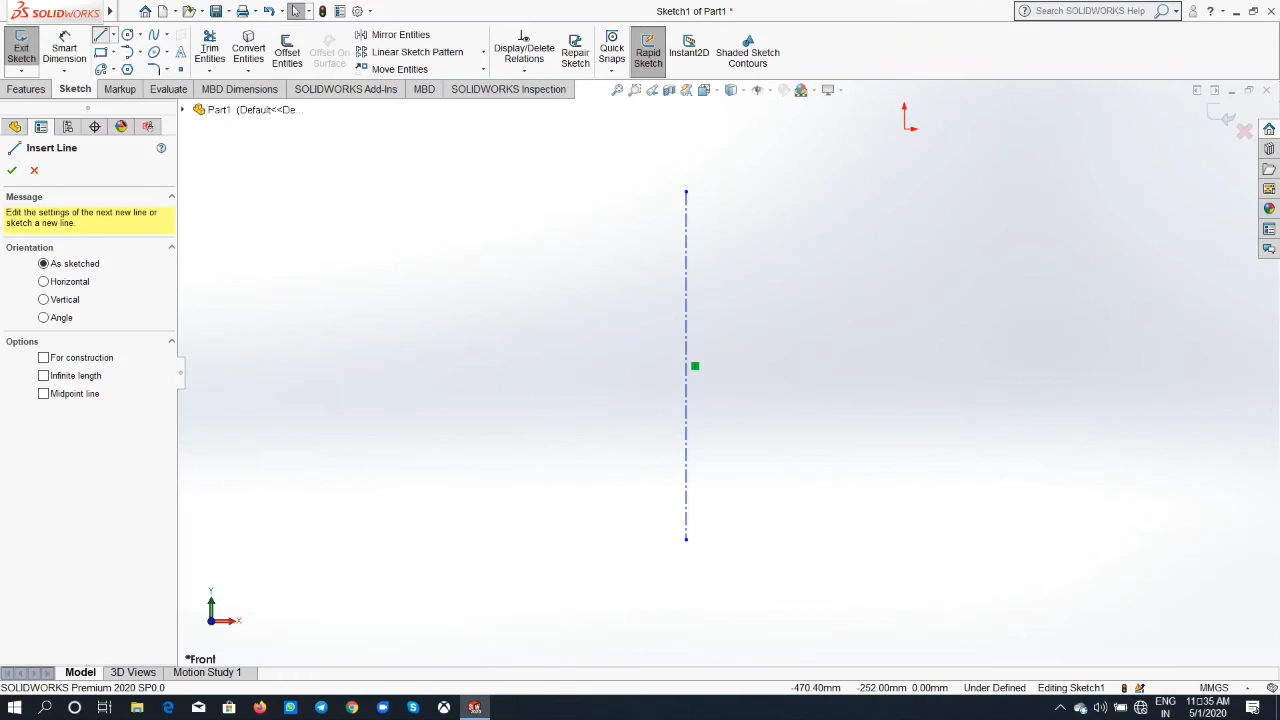 SOLIDWORKS
Sketch1 of Part1 *
Search SOLIDWORKS Help
Exit Sketch
Smart Dimension
Trim Entities
Convert Entities
Offset Entities
Offset On Surface
Mirror Entities
Linear Sketch Pattern
Move Entities
Display/Delete Relations
Repair Sketch
Quick Snaps
Rapid Sketch
Instant2D
Shaded Sketch Contours
Features
Sketch
Markup
Evaluate
MBD Dimensions
SOLIDWORKS Add-Ins
MBD
SOLIDWORKS Inspection
Part1 (Default<<De...
Insert Line
Message
Edit the settings of the next new line or
sketch a new line.
Orientation
As sketched
Horizontal
Vertical
Angle
Options
For construction
Infinite length
Midpoint line
Y
X
*Front
Model
3D Views
Motion Study 1
SOLIDWORKS Premium 2020 SP0.0
-470.40mm
-252.00mm 0.00mm
Under Defined
Editing Sketch1
MMGS
ENG
IN
11:35 AM
5/1/2020